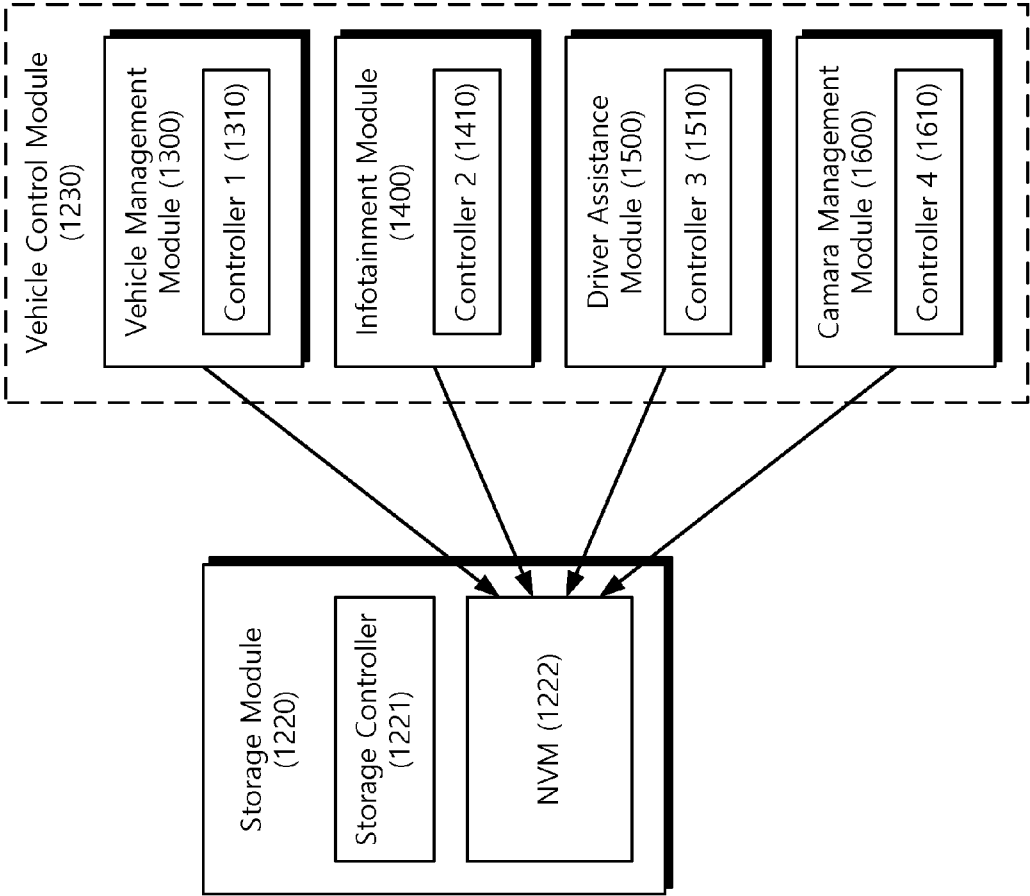 Vehicle Control Module
(1230)
Vehicle Management
Module (1300)
Controller 1 (1310)
Infotainment Module
(1400)
Controller 2 (1410)
Driver Assistance
Module (1500)
Controller 3 (1510)
Camara Management
Module (1600)
Controller 4 (1610)
Storage Module
(1220)
Storage Controller
(1221)
NVM (1222)